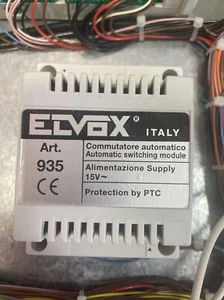 ELVOX® ITALY
Art. 935
CE
Commutatore automatico
Automatic switching module
Alimentazione Supply
15V~
Protection by PTC